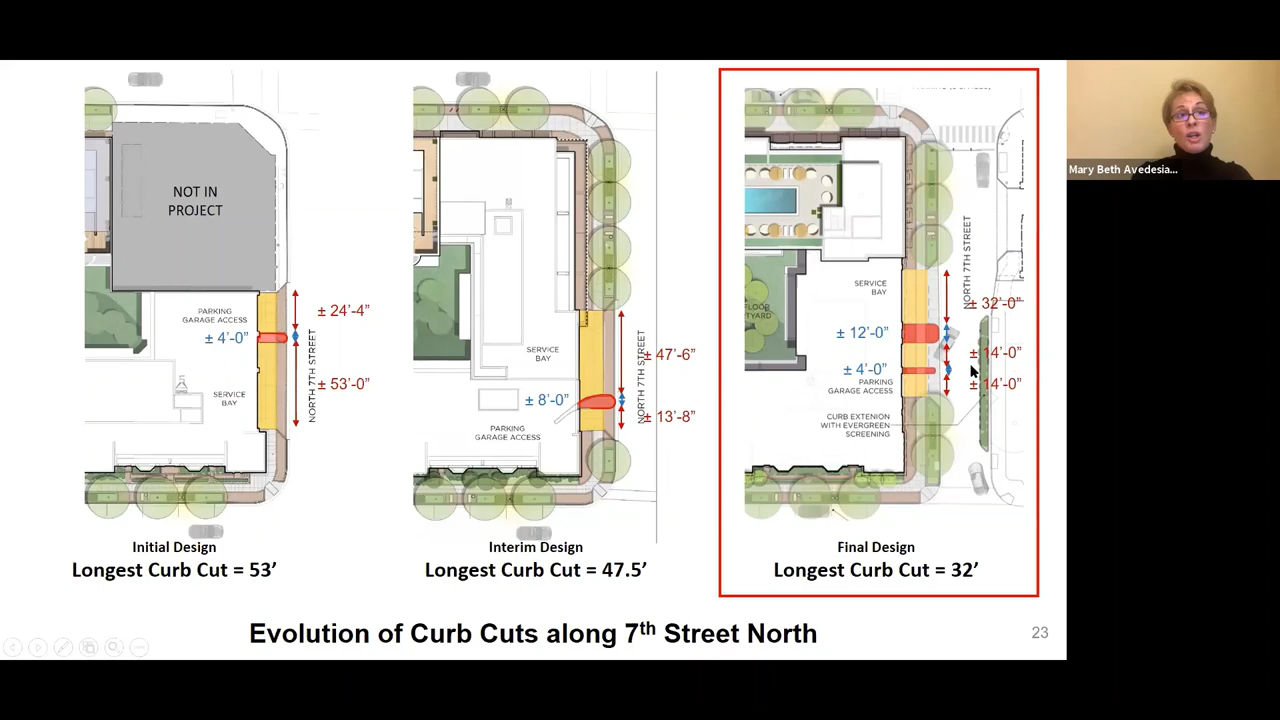 NOT IN
PROJECT
PARKING
GARAGE ACCESS
± 4’-0”
SERVICE
BAY
± 24’-4”
± 53’-0”
NORTH 7TH STREET
Initial Design
Longest Curb Cut = 53’
SERVICE
BAY
± 8’-0”
PARKING
GARAGE ACCESS
± 47’-6”
± 13’-8”
NORTH 7TH STREET
Interim Design
Longest Curb Cut = 47.5’
SERVICE
BAY
± 12’-0”
± 4’-0”
PARKING
GARAGE ACCESS
CURB EXTENION
WITH EVERGREEN
SCREENING
NORTH 7TH STREET
± 32’-0”
± 14’-0”
± 14’-0”
Final Design
Longest Curb Cut = 32’
Evolution of Curb Cuts along 7th Street North
23
Mary Beth Avedesia...